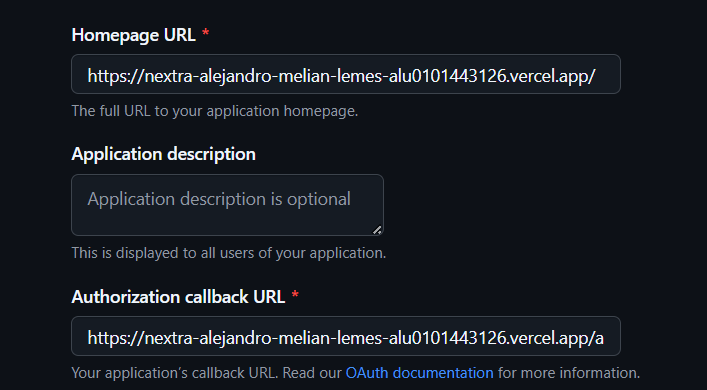 Homepage URL *
https://nextra-alejandro-melian-lemes-alu0101443126.vercel.app/
The full URL to your application homepage.
Application description
Application description is optional
This is displayed to all users of your application.
Authorization callback URL *
https://nextra-alejandro-melian-lemes-alu0101443126.vercel.app/a
Your application's callback URL. Read our OAuth documentation for more information.